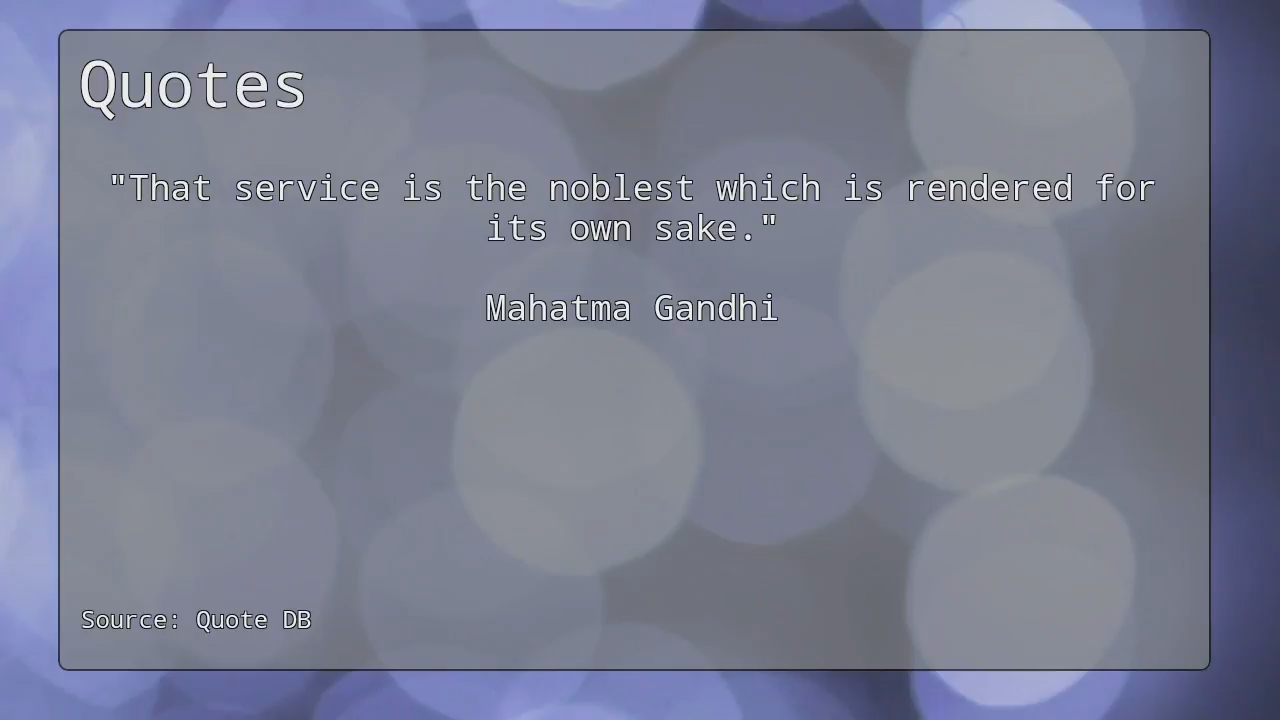 Quotes
"That service is the noblest which is rendered for
its own sake."
Mahatma Gandhi
Source: Quote DB